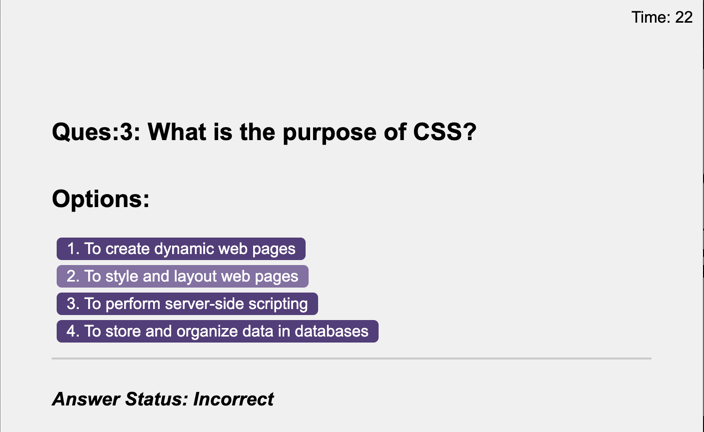 Time: 22
Ques:3: What is the purpose of CSS?
Options:
1. To create dynamic web pages
2. To style and layout web pages
3. To perform server-side scripting
4. To store and organize data in databases
Answer Status: Incorrect